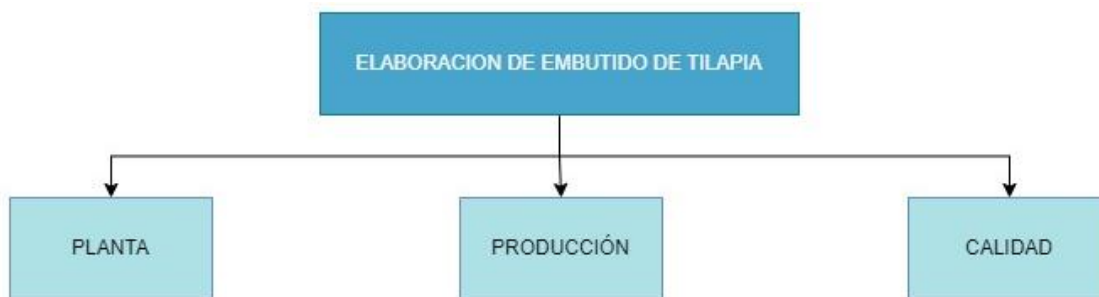 ELABORACION DE EMBUTIDO DE TILAPIA
PLANTA
PRODUCCIÓN
CALIDAD